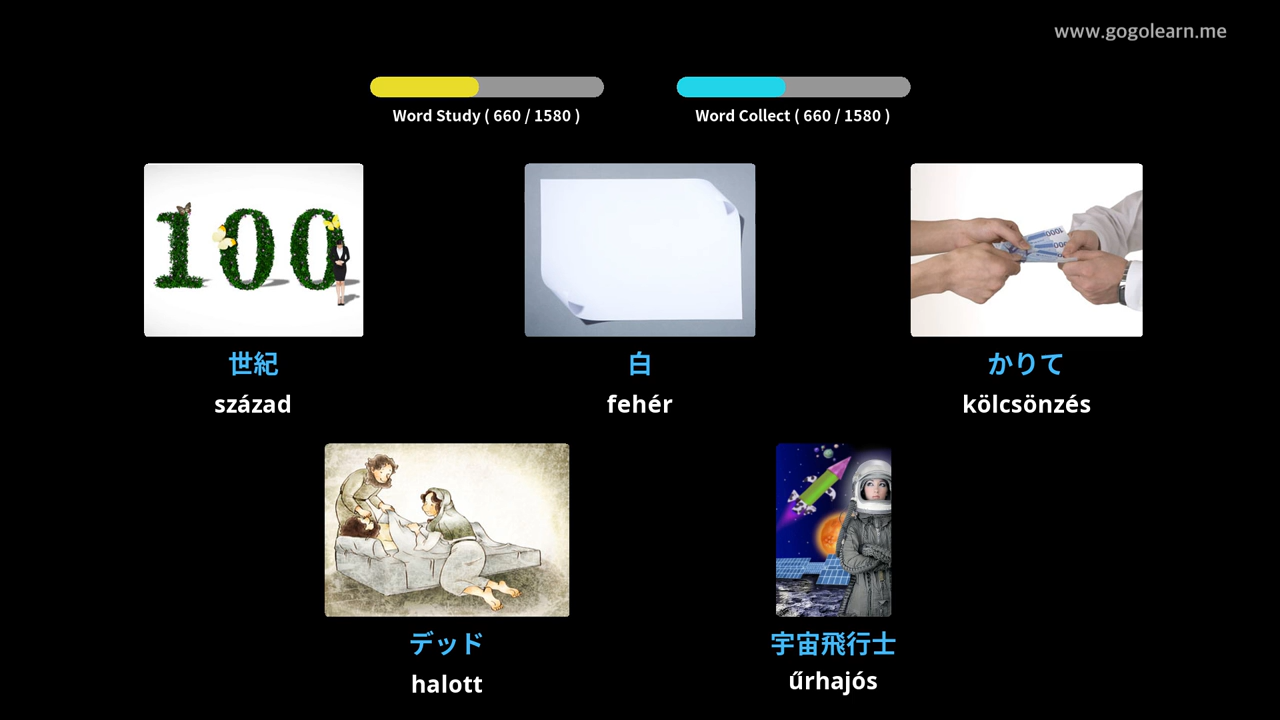 www.gogolearn.me
Word Study ( 660 / 1580 )
Word Collect ( 660 / 1580 )
100
世紀
白
かりて
század
fehér
kölcsönzés
デッド
宇宙飛行士
halott
űrhajós